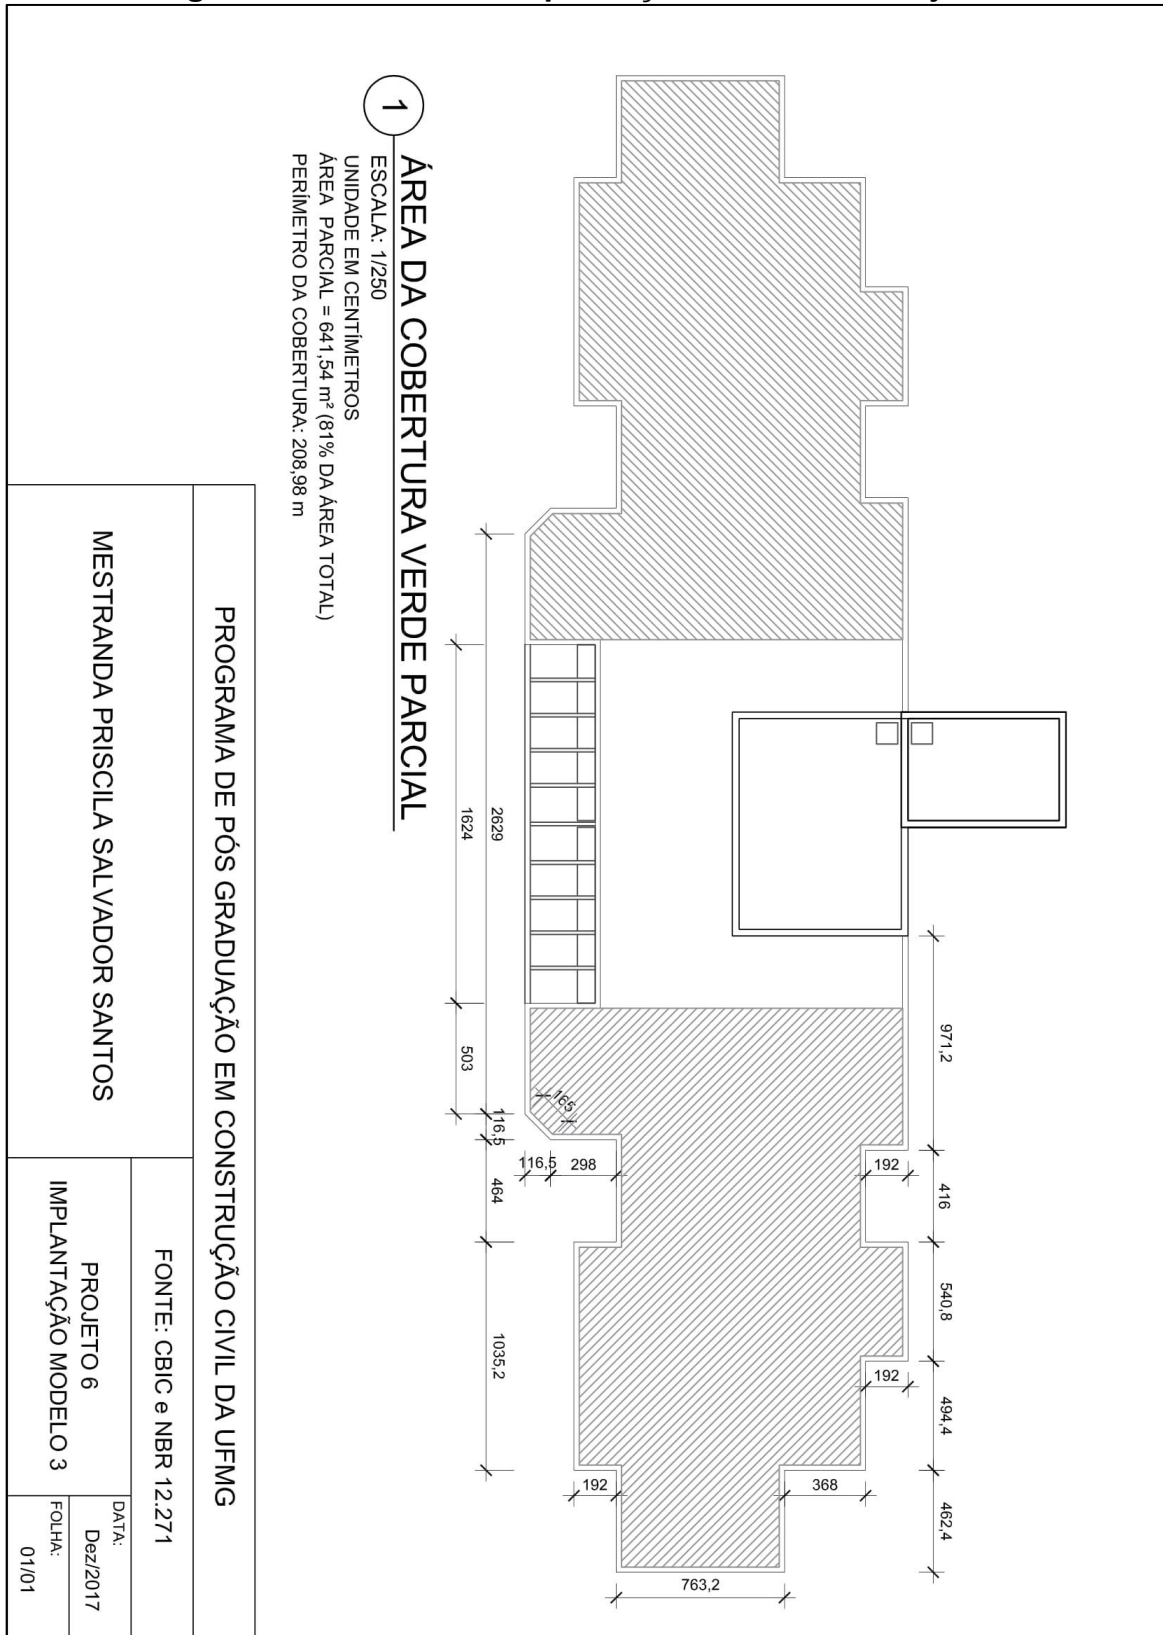 1
ÁREA DA COBERTURA VERDE PARCIAL
ESCALA: 1/250
UNIDADE EM CENTÍMETROS
ÁREA PARCIAL = 641,54 m² (81% DA ÁREA TOTAL)
PERÍMETRO DA COBERTURA: 208,98 m
971,2
416
540,8
494,4
462,4
192
192
368
763,2
192
165
116,5
298
2629
116,5
464
1035,2
1624
503
PROGRAMA DE PÓS GRADUAÇÃO EM CONSTRUÇÃO CIVIL DA UFMG
MESTRANDA PRISCILA SALVADOR SANTOS
FONTE: CBIC e NBR 12.271
PROJETO 6
IMPLANTAÇÃO MODELO 3
DATA:
Dez/2017
FOLHA:
01/01